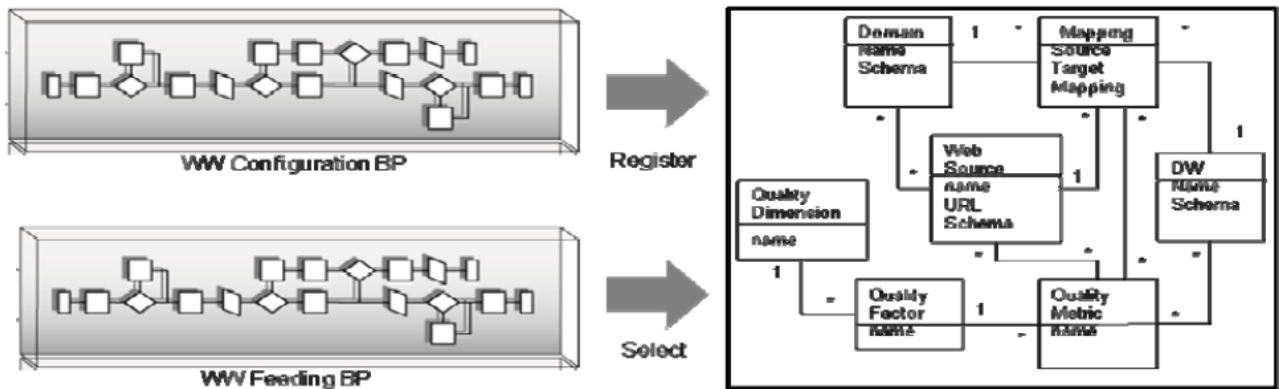 WW Configuration BP
Register
WW Feeding BP
Select
Domain
Name
Schema
1
*
Mapping
Source
Target
Mapping
*
*
*
Web
Source
name
URL
Schema
*
1
*
*
1
DW
Name
Schema
*
Quality
Dimension
name
1
*
Quality
Factor
name
1
*
Quality
Metric
name
*
*
*